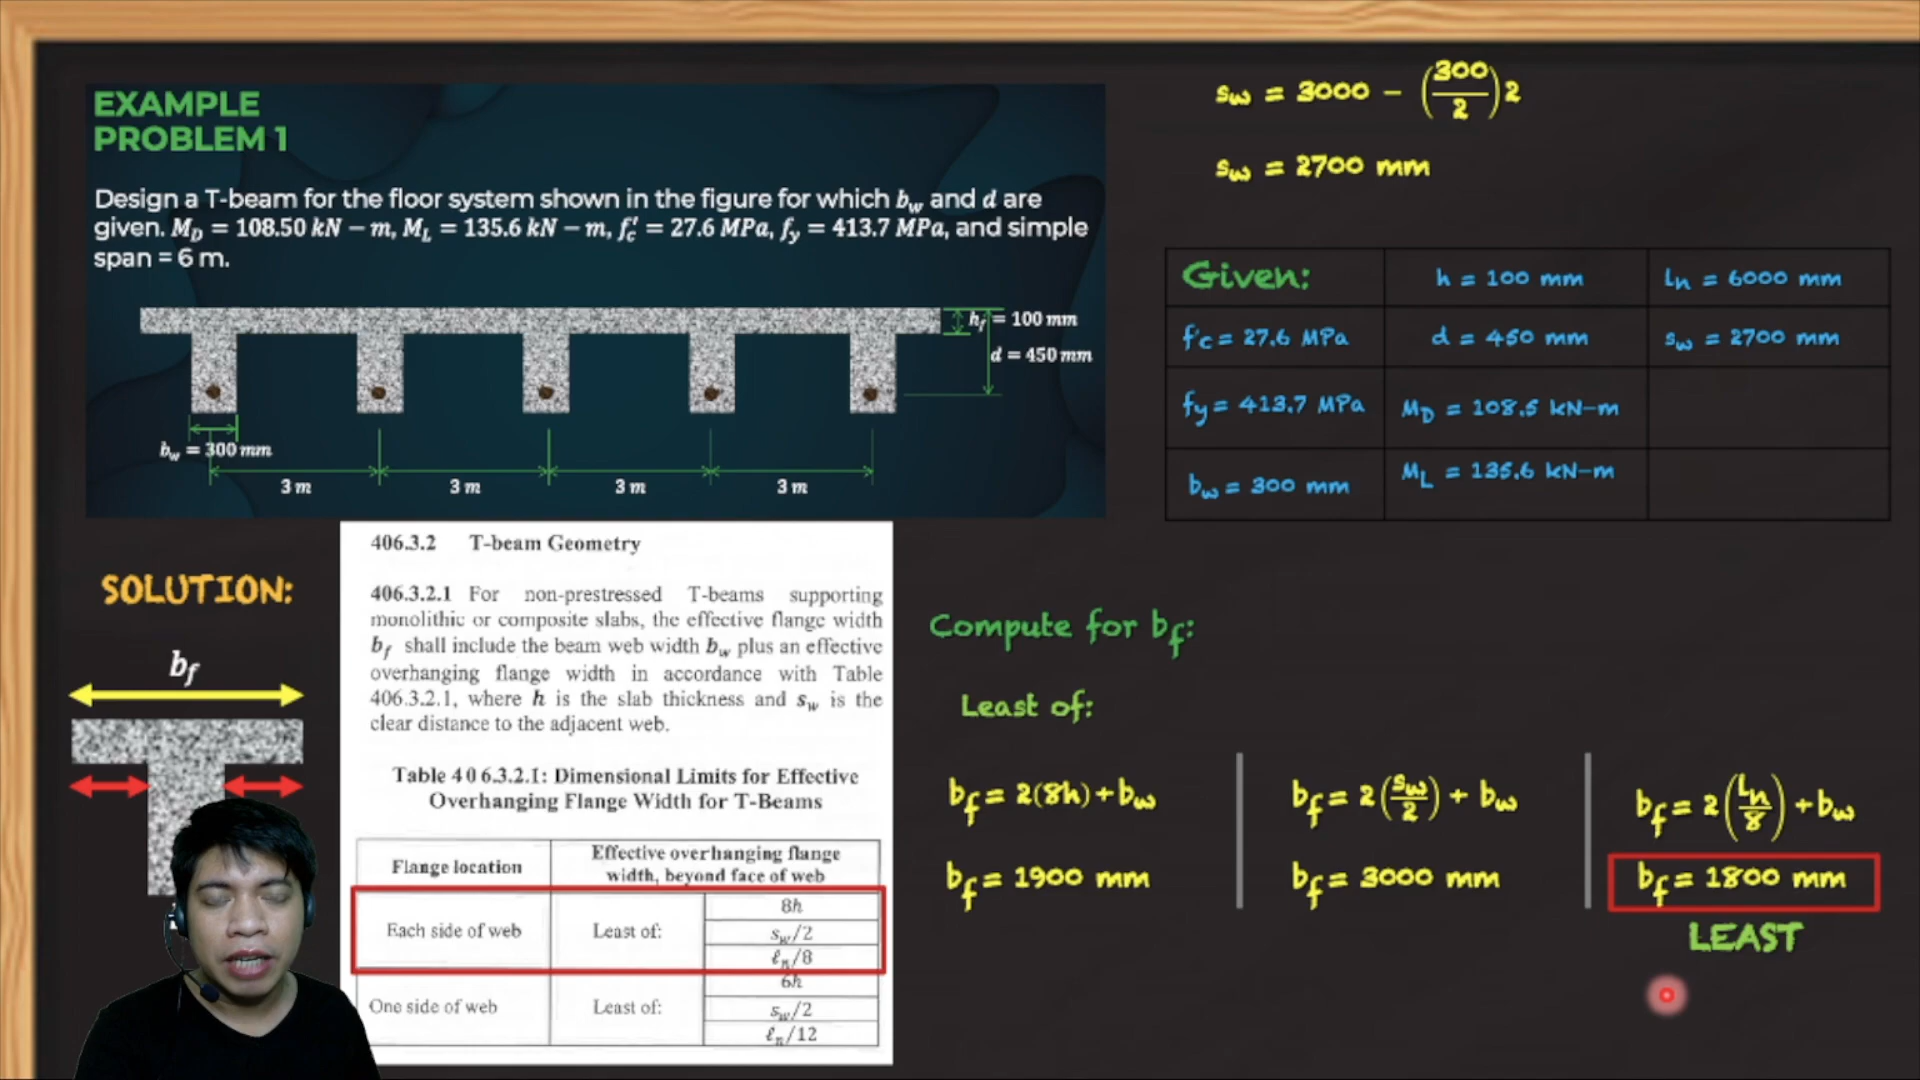 EXAMPLE
PROBLEM 1
Design a T-beam for the floor system shown in the figure for which b_w and d are
given. M_D = 108.50 kN − m, M_L = 135.6 kN − m, f'_c = 27.6 MPa, f_y = 413.7 MPa, and simple
span = 6 m.
h_f = 100 mm
d = 450 mm
b_w = 300 mm
3 m
3 m
3 m
3 m
s_w = 3000 − (300/2)2
s_w = 2700 mm
Given:
h = 100 mm
L_n = 6000 mm
f'c = 27.6 MPa
d = 450 mm
s_w = 2700 mm
fy = 413.7 MPa
M_D = 108.5 kN-m
b_w = 300 mm
M_L = 135.6 kN-m
SOLUTION:
b_f
406.3.2 T-beam Geometry
406.3.2.1 For non-prestressed T-beams supporting
monolithic or composite slabs, the effective flange width
b_f shall include the beam web width b_w plus an effective
overhanging flange width in accordance with Table
406.3.2.1, where h is the slab thickness and s_w is the
clear distance to the adjacent web.
Table 406.3.2.1: Dimensional Limits for Effective
Overhanging Flange Width for T-Beams
Flange location
Effective overhanging flange
width, beyond face of web
Each side of web
Least of:
8h
s_w/2
ℓ_n/8
One side of web
Least of:
6h
s_w/2
ℓ_n/12
Compute for b_f:
Least of:
b_f = 2(8h) + b_w
b_f = 1900 mm
b_f = 2(s_w/2) + b_w
b_f = 3000 mm
b_f = 2(L_n/8) + b_w
b_f = 1800 mm
LEAST